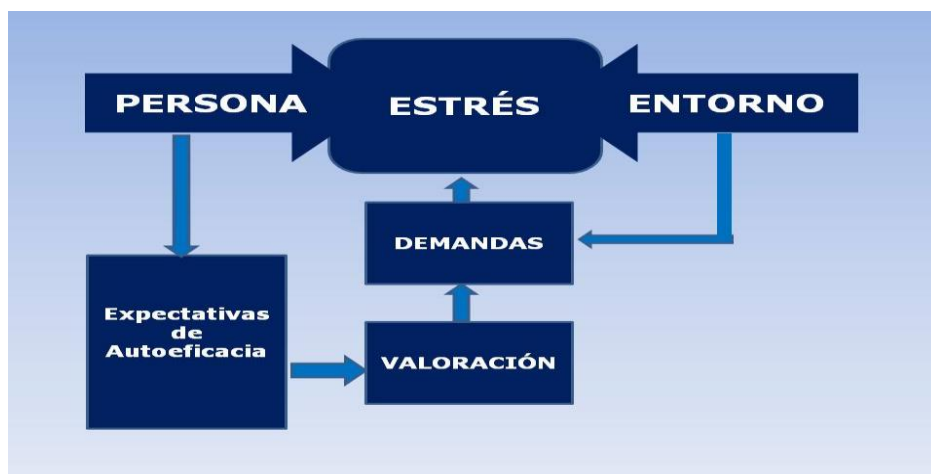 PERSONA
ESTRÉS
ENTORNO
DEMANDAS
Expectativas
de
Autoeficacia
VALORACIÓN